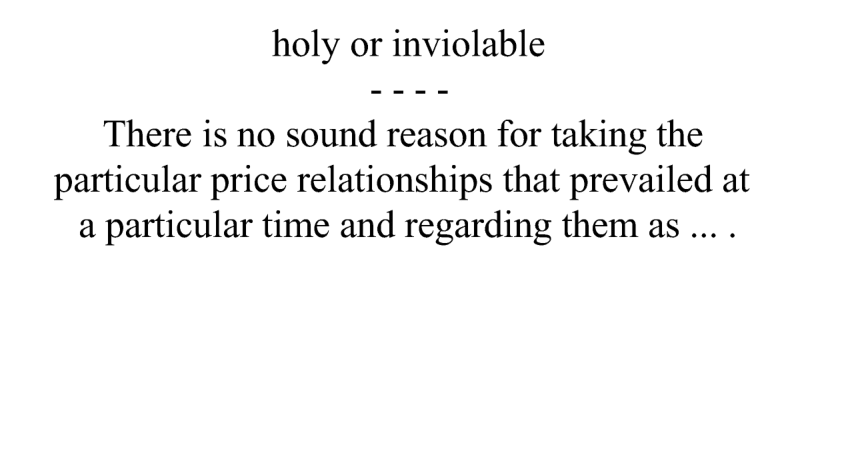 holy or inviolable
- - - -
There is no sound reason for taking the
particular price relationships that prevailed at
a particular time and regarding them as ... .